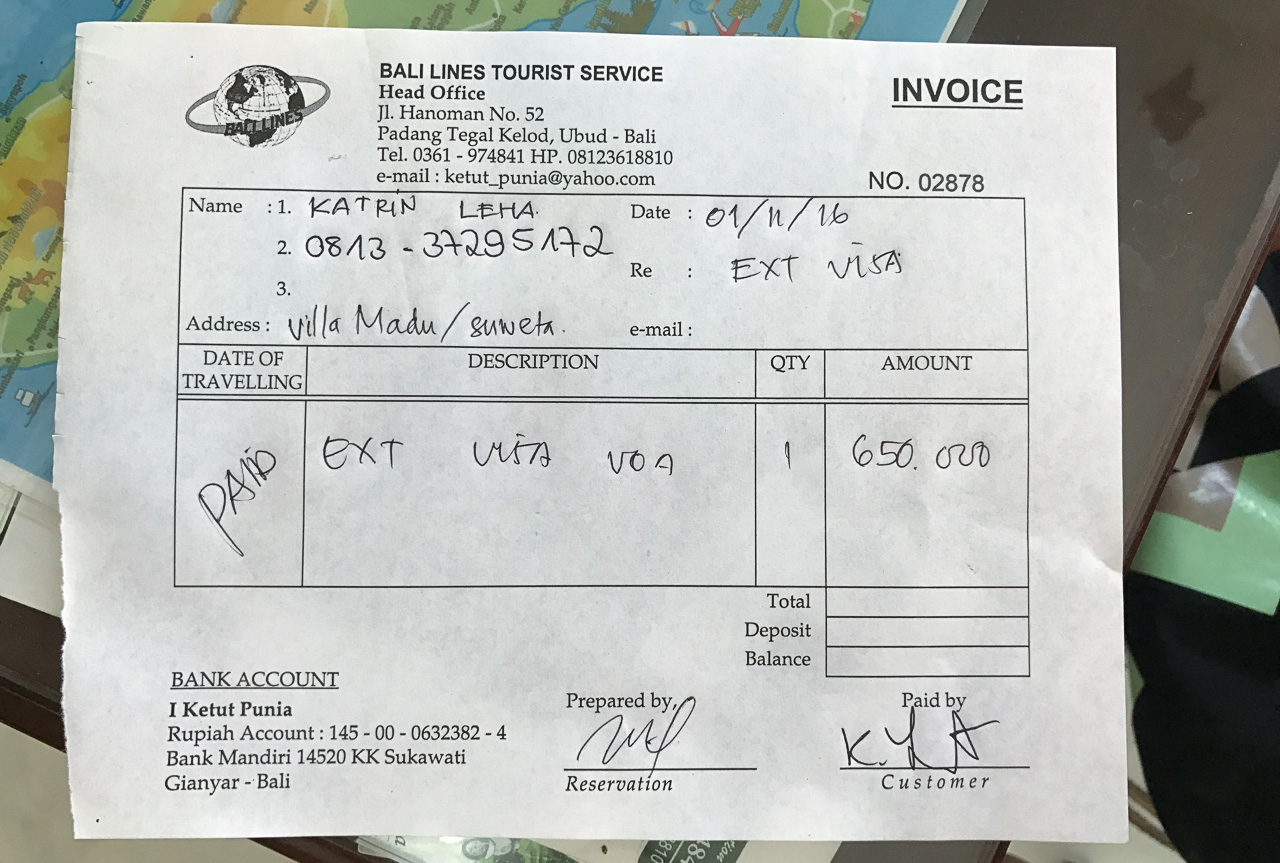 BALI LINES
BALI LINES TOURIST SERVICE
Head Office
Jl. Hanoman No. 52
Padang Tegal Kelod, Ubud - Bali
Tel. 0361 - 974841 HP. 08123618810
e-mail : ketut_punia@yahoo.com
INVOICE
NO. 02878
Name : 1. KATRIN LEHA.
2. 0813 - 37295172
3.
Address : Villa Madu / suweta.
Date : 01/11/16
Re : EXT VISA
e-mail :
DATE OF TRAVELLING DESCRIPTION QTY AMOUNT
PAID EXT VISA VOA 1 650.000
Total
Deposit
Balance
BANK ACCOUNT
I Ketut Punia
Rupiah Account : 145 - 00 - 0632382 - 4
Bank Mandiri 14520 KK Sukawati
Gianyar - Bali
Prepared by,
Reservation
Paid by
Customer